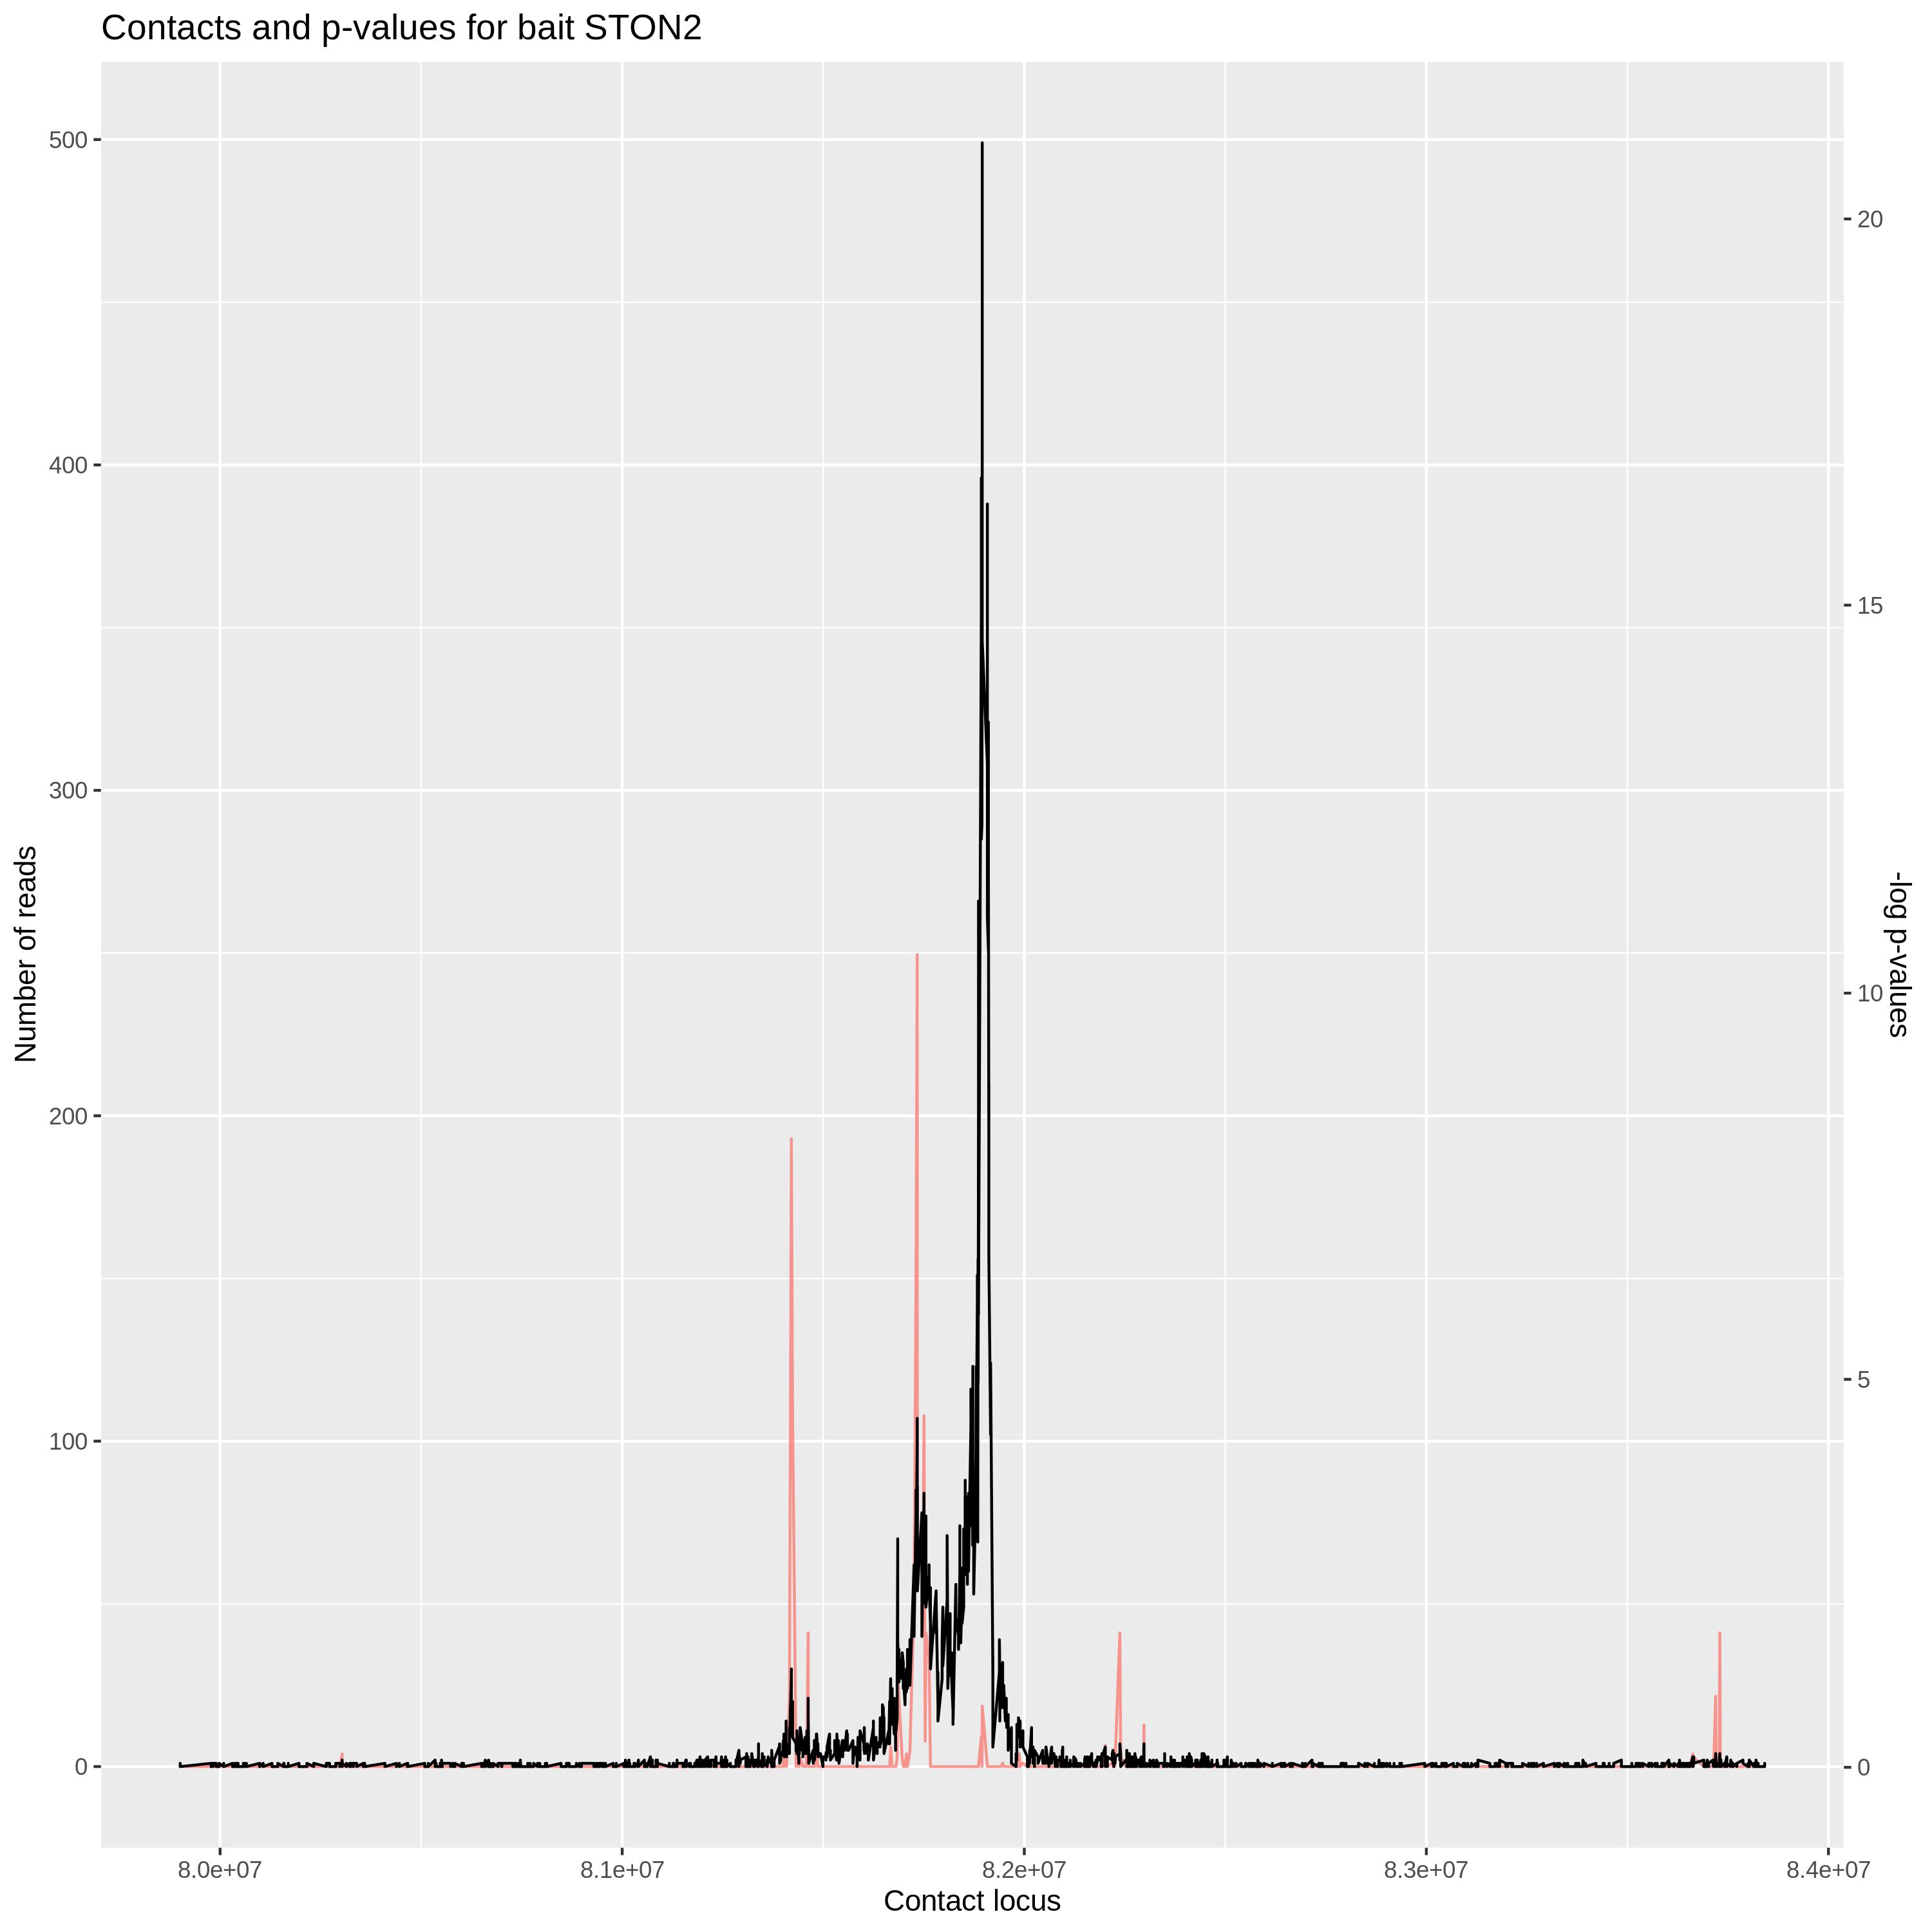 Contacts and p-values for bait STON2
500
400
300
200
100
0
Number of reads
20
15
10
5
0
-log p-values
8.0e+07 8.1e+07 8.2e+07 8.3e+07 8.4e+07
Contact locus